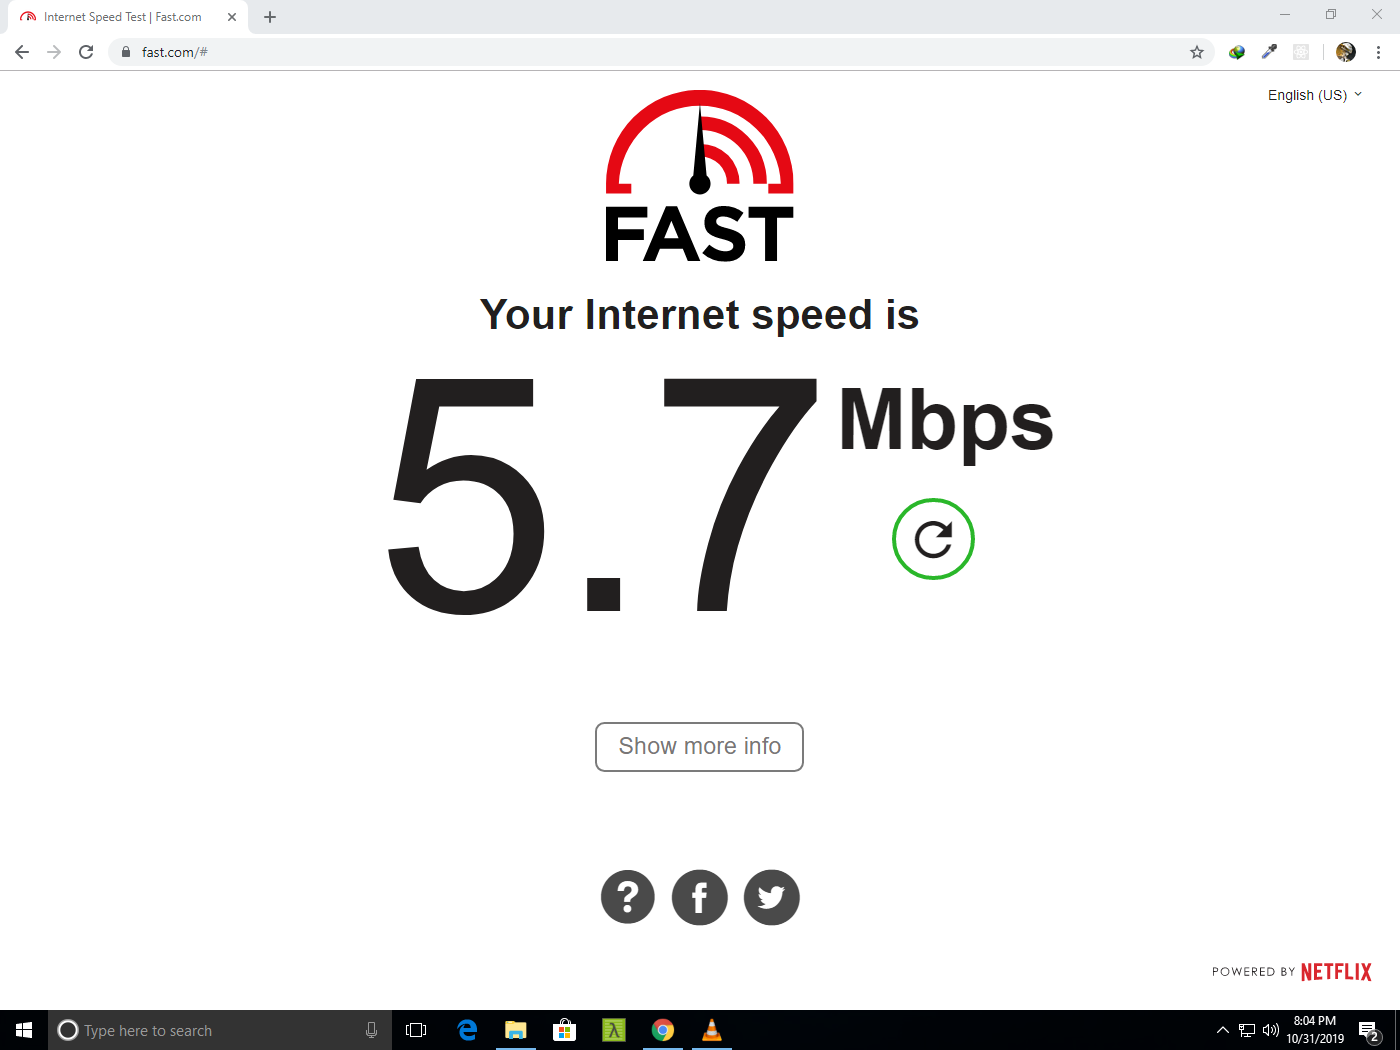 Internet Speed Test | Fast.com
fast.com/#
English (US)
FAST
Your Internet speed is
5.7 Mbps
Show more info
?
f
POWERED BY NETFLIX
Type here to search
8:04 PM
10/31/2019
2